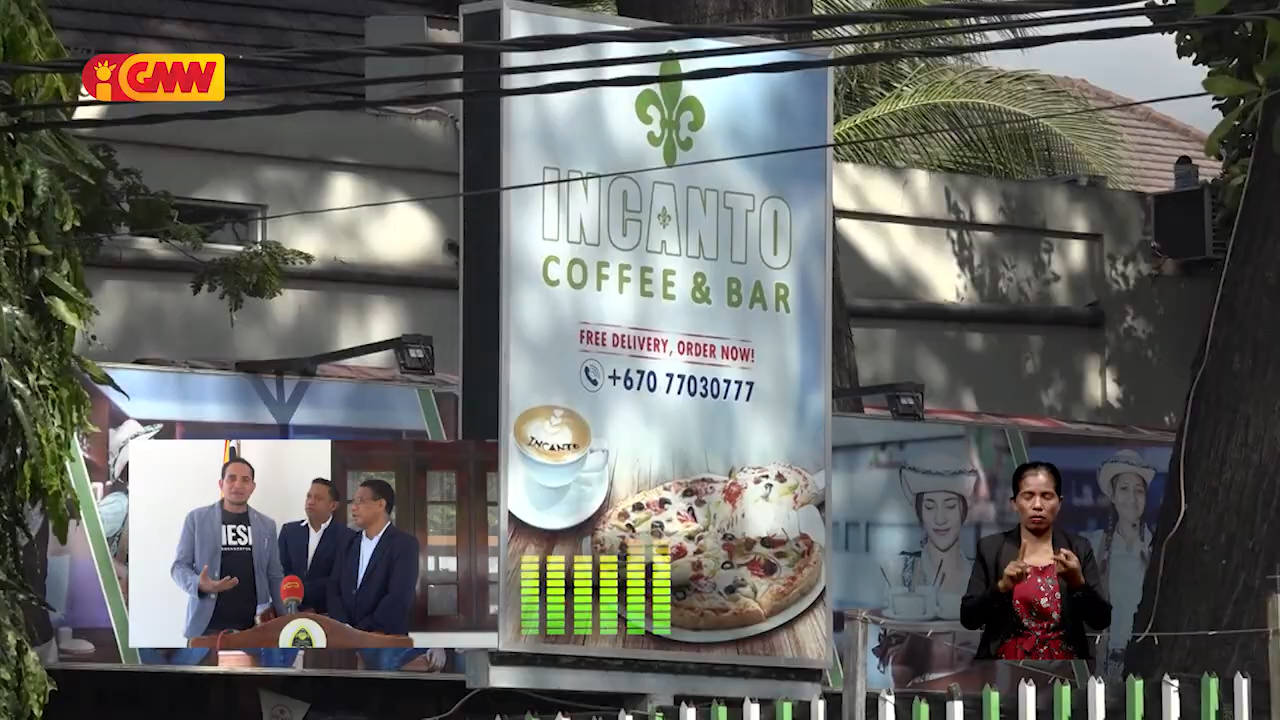 GMN
INCANTO
COFFEE & BAR
FREE DELIVERY, ORDER NOW!
+670 77030777
INCANTO